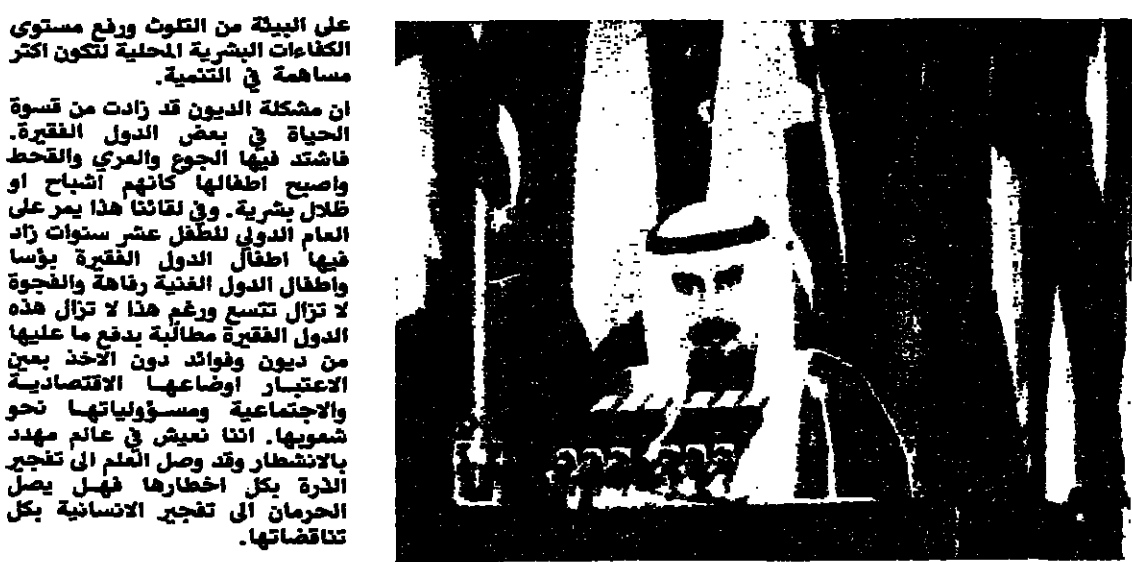 على البيئة من التلوث ورفع مستوى
الكفاءات البشرية المحلية لتكون اكثر
مساهمة في التنمية.
ان مشكلة الديون قد زادت من قسوة
الحياة في بعض الدول الفقيرة.
فاشتد فيها الجوع والعري والقحط
واصبح اطفالها كانهم اشباح او
ظلال بشرية. وفي لقائنا هذا يمر على
العام الدولي للطفل عشر سنوات زاد
فيها اطفال الدول الفقيرة بؤسا
واطفال الدول الغنية رفاهة والفجوة
لا تزال تتسع ورغم هذا لا تزال هذه
الدول الفقيرة مطالبة بدفع ما عليها
من ديون وفوائد دون الاخذ بعين
الاعتبار اوضاعها الاقتصادية
والاجتماعية ومسؤولياتها نحو
شعوبها. اننا نعيش في عالم مهدد
بالانشطار وقد وصل العلم الى تفجير
الذرة بكل اخطارها فهل يصل
الحرمان الى تفجير الانسانية بكل
تناقضاتها.